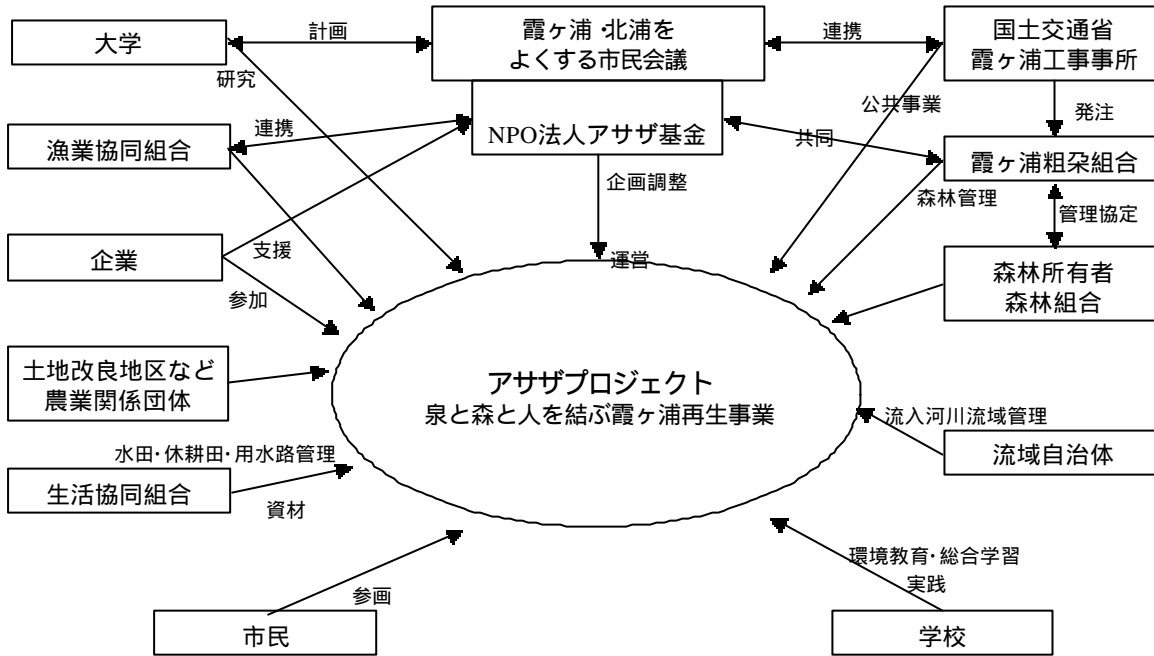 大学
計画
霞ヶ浦・北浦を
よくする市民会議
連携
国土交通省
霞ヶ浦工事事所
研究
公共事業
発注
漁業協同組合
連携
NPO法人アサザ基金
共同
霞ヶ浦粗朶組合
企画調整
森林管理
管理協定
企業
支援
運営
参加
森林所有者
森林組合
土地改良地区など
農業関係団体
アサザプロジェクト
泉と森と人を結ぶ霞ヶ浦再生事業
流入河川流域管理
水田・休耕田・用水路管理
流域自治体
生活協同組合
資材
環境教育・総合学習
実践
参画
市民
学校